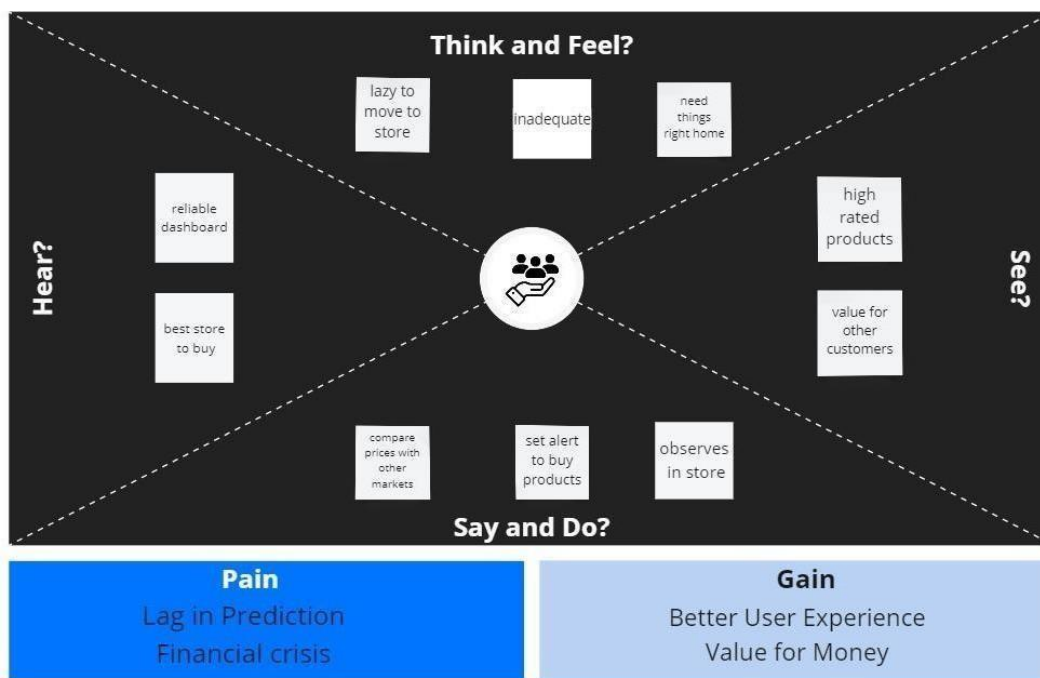 Think and Feel?
lazy to
move to
store
inadequate
need
things
right home
Hear?
reliable
dashboard
best store
to buy
See?
high
rated
products
value for
other
customers
compare
prices with
other
markets
set alert
to buy
products
observes
in store
Say and Do?
Pain
Lag in Prediction
Financial crisis
Gain
Better User Experience
Value for Money